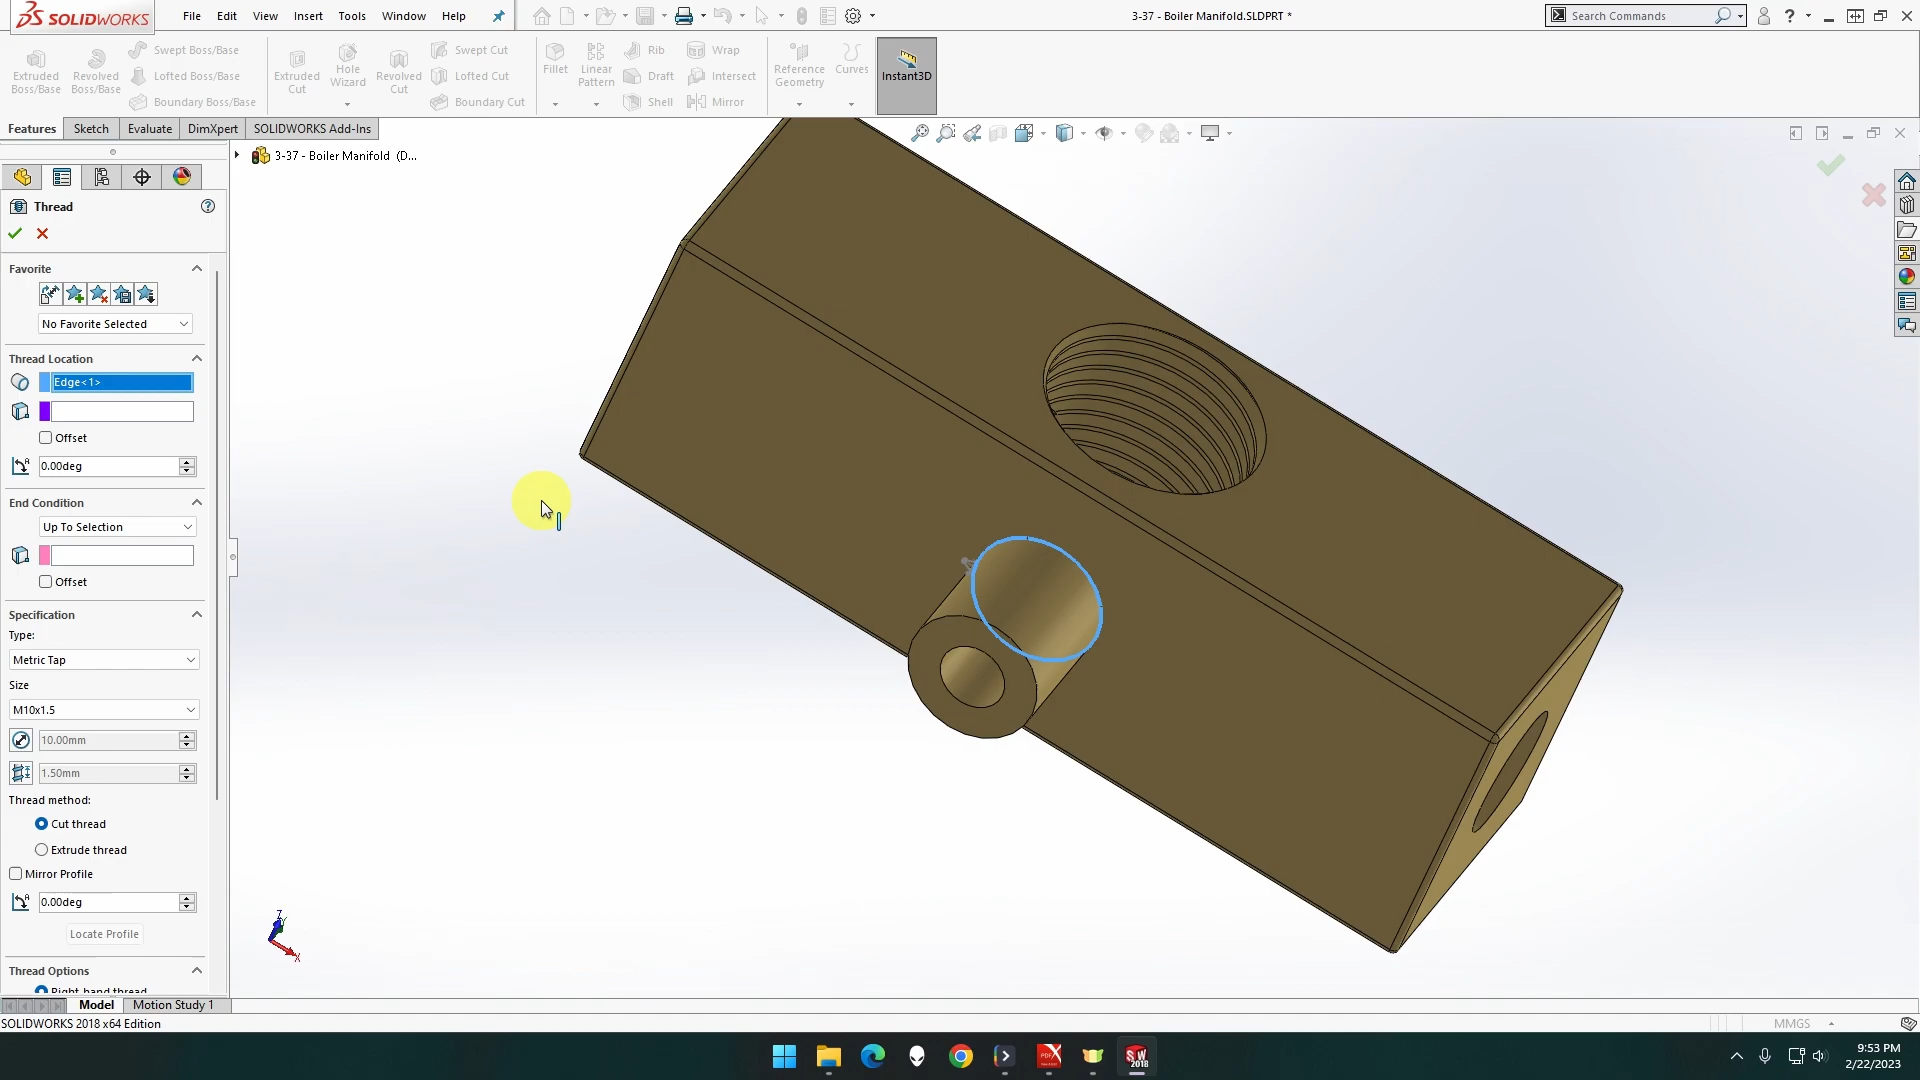 SOLIDWORKS
File Edit View Insert Tools Window Help
3-37 - Boiler Manifold.SLDPRT *
Search Commands
Extruded Boss/Base
Revolved Boss/Base
Swept Boss/Base
Lofted Boss/Base
Boundary Boss/Base
Extruded Cut
Hole Wizard
Revolved Cut
Swept Cut
Lofted Cut
Boundary Cut
Fillet
Linear Pattern
Rib
Draft
Shell
Wrap
Intersect
Mirror
Reference Geometry
Curves
Instant3D
Features Sketch Evaluate DimXpert SOLIDWORKS Add-Ins
3-37 - Boiler Manifold (D...
Thread
Favorite
No Favorite Selected
Thread Location
Edge<1>
Offset
0.00deg
End Condition
Up To Selection
Offset
Specification
Type:
Metric Tap
Size
M10x1.5
10.00mm
1.50mm
Thread method:
Cut thread
Extrude thread
Mirror Profile
0.00deg
Locate Profile
Thread Options
Right-hand thread
Z
Y
X
Model Motion Study 1
SOLIDWORKS 2018 x64 Edition
MMGS
PDF
SW
2018
9:53 PM
2/22/2023